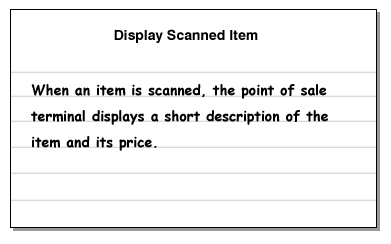 Display Scanned Item
When an item is scanned, the point of sale
terminal displays a short description of the
item and its price.